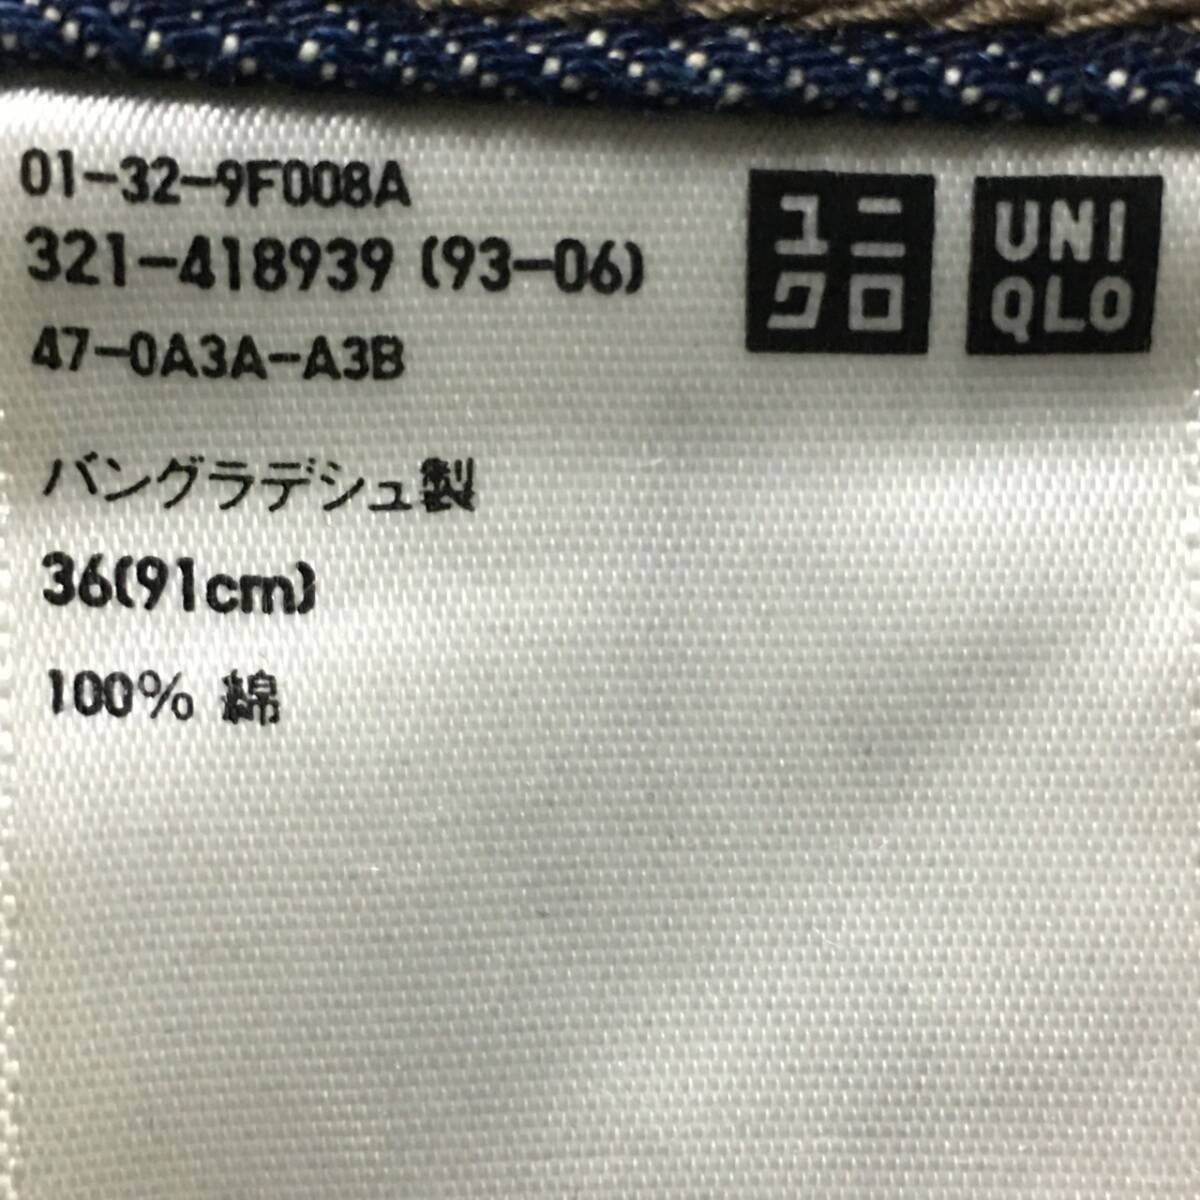 01-32-9F008A
321-418939 (93-06)
47-0A3A-A3B
ユニ
クロ
UNI
QLO
バングラデシュ製
36(91cm)
100% 綿